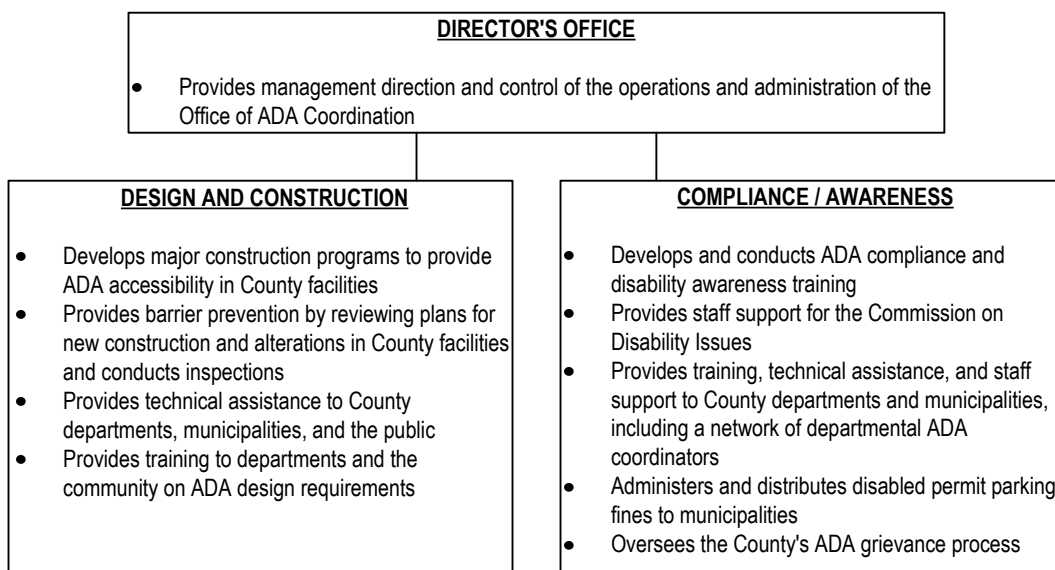 DIRECTOR'S OFFICE
• Provides management direction and control of the operations and administration of the
Office of ADA Coordination
DESIGN AND CONSTRUCTION
• Develops major construction programs to provide
ADA accessibility in County facilities
• Provides barrier prevention by reviewing plans for
new construction and alterations in County facilities
and conducts inspections
• Provides technical assistance to County
departments, municipalities, and the public
• Provides training to departments and the
community on ADA design requirements
COMPLIANCE / AWARENESS
• Develops and conducts ADA compliance and
disability awareness training
• Provides staff support for the Commission on
Disability Issues
• Provides training, technical assistance, and staff
support to County departments and municipalities,
including a network of departmental ADA
coordinators
• Administers and distributes disabled permit parking
fines to municipalities
• Oversees the County's ADA grievance process